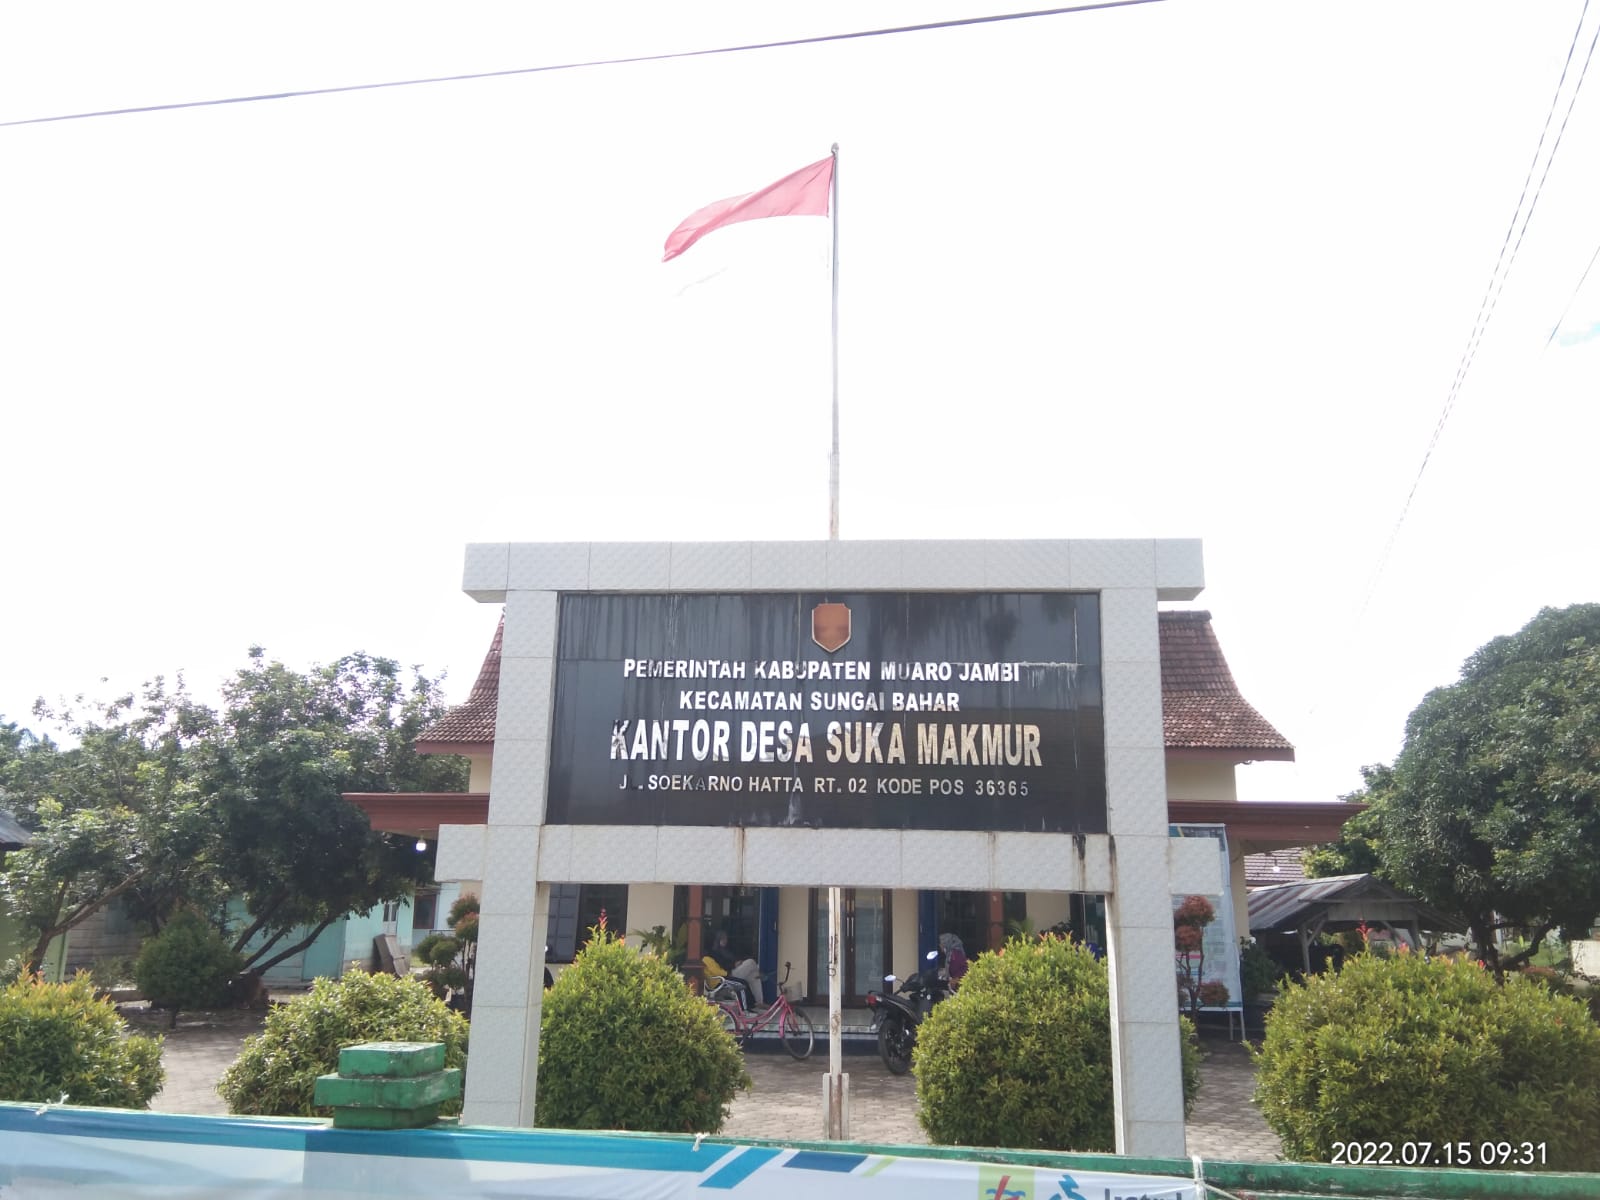 PEMERINTAH KABUPATEN MUARO JAMBI
KECAMATAN SUNGAI BAHAR
KANTOR DESA SUKA MAKMUR
JL. SOEKARNO HATTA RT. 02 KODE POS 36365
2022.07.15 09:31